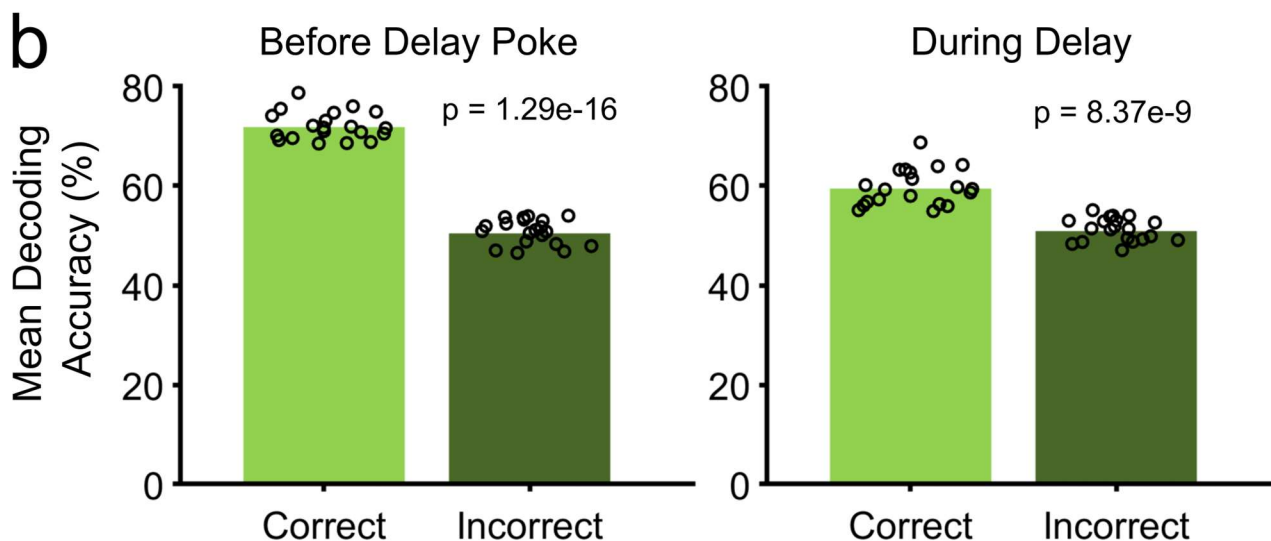 b
Before Delay Poke
During Delay
Mean Decoding
Accuracy (%)
80
60
40
20
0
p = 1.29e-16
Correct
Incorrect
80
60
40
20
0
p = 8.37e-9
Correct
Incorrect